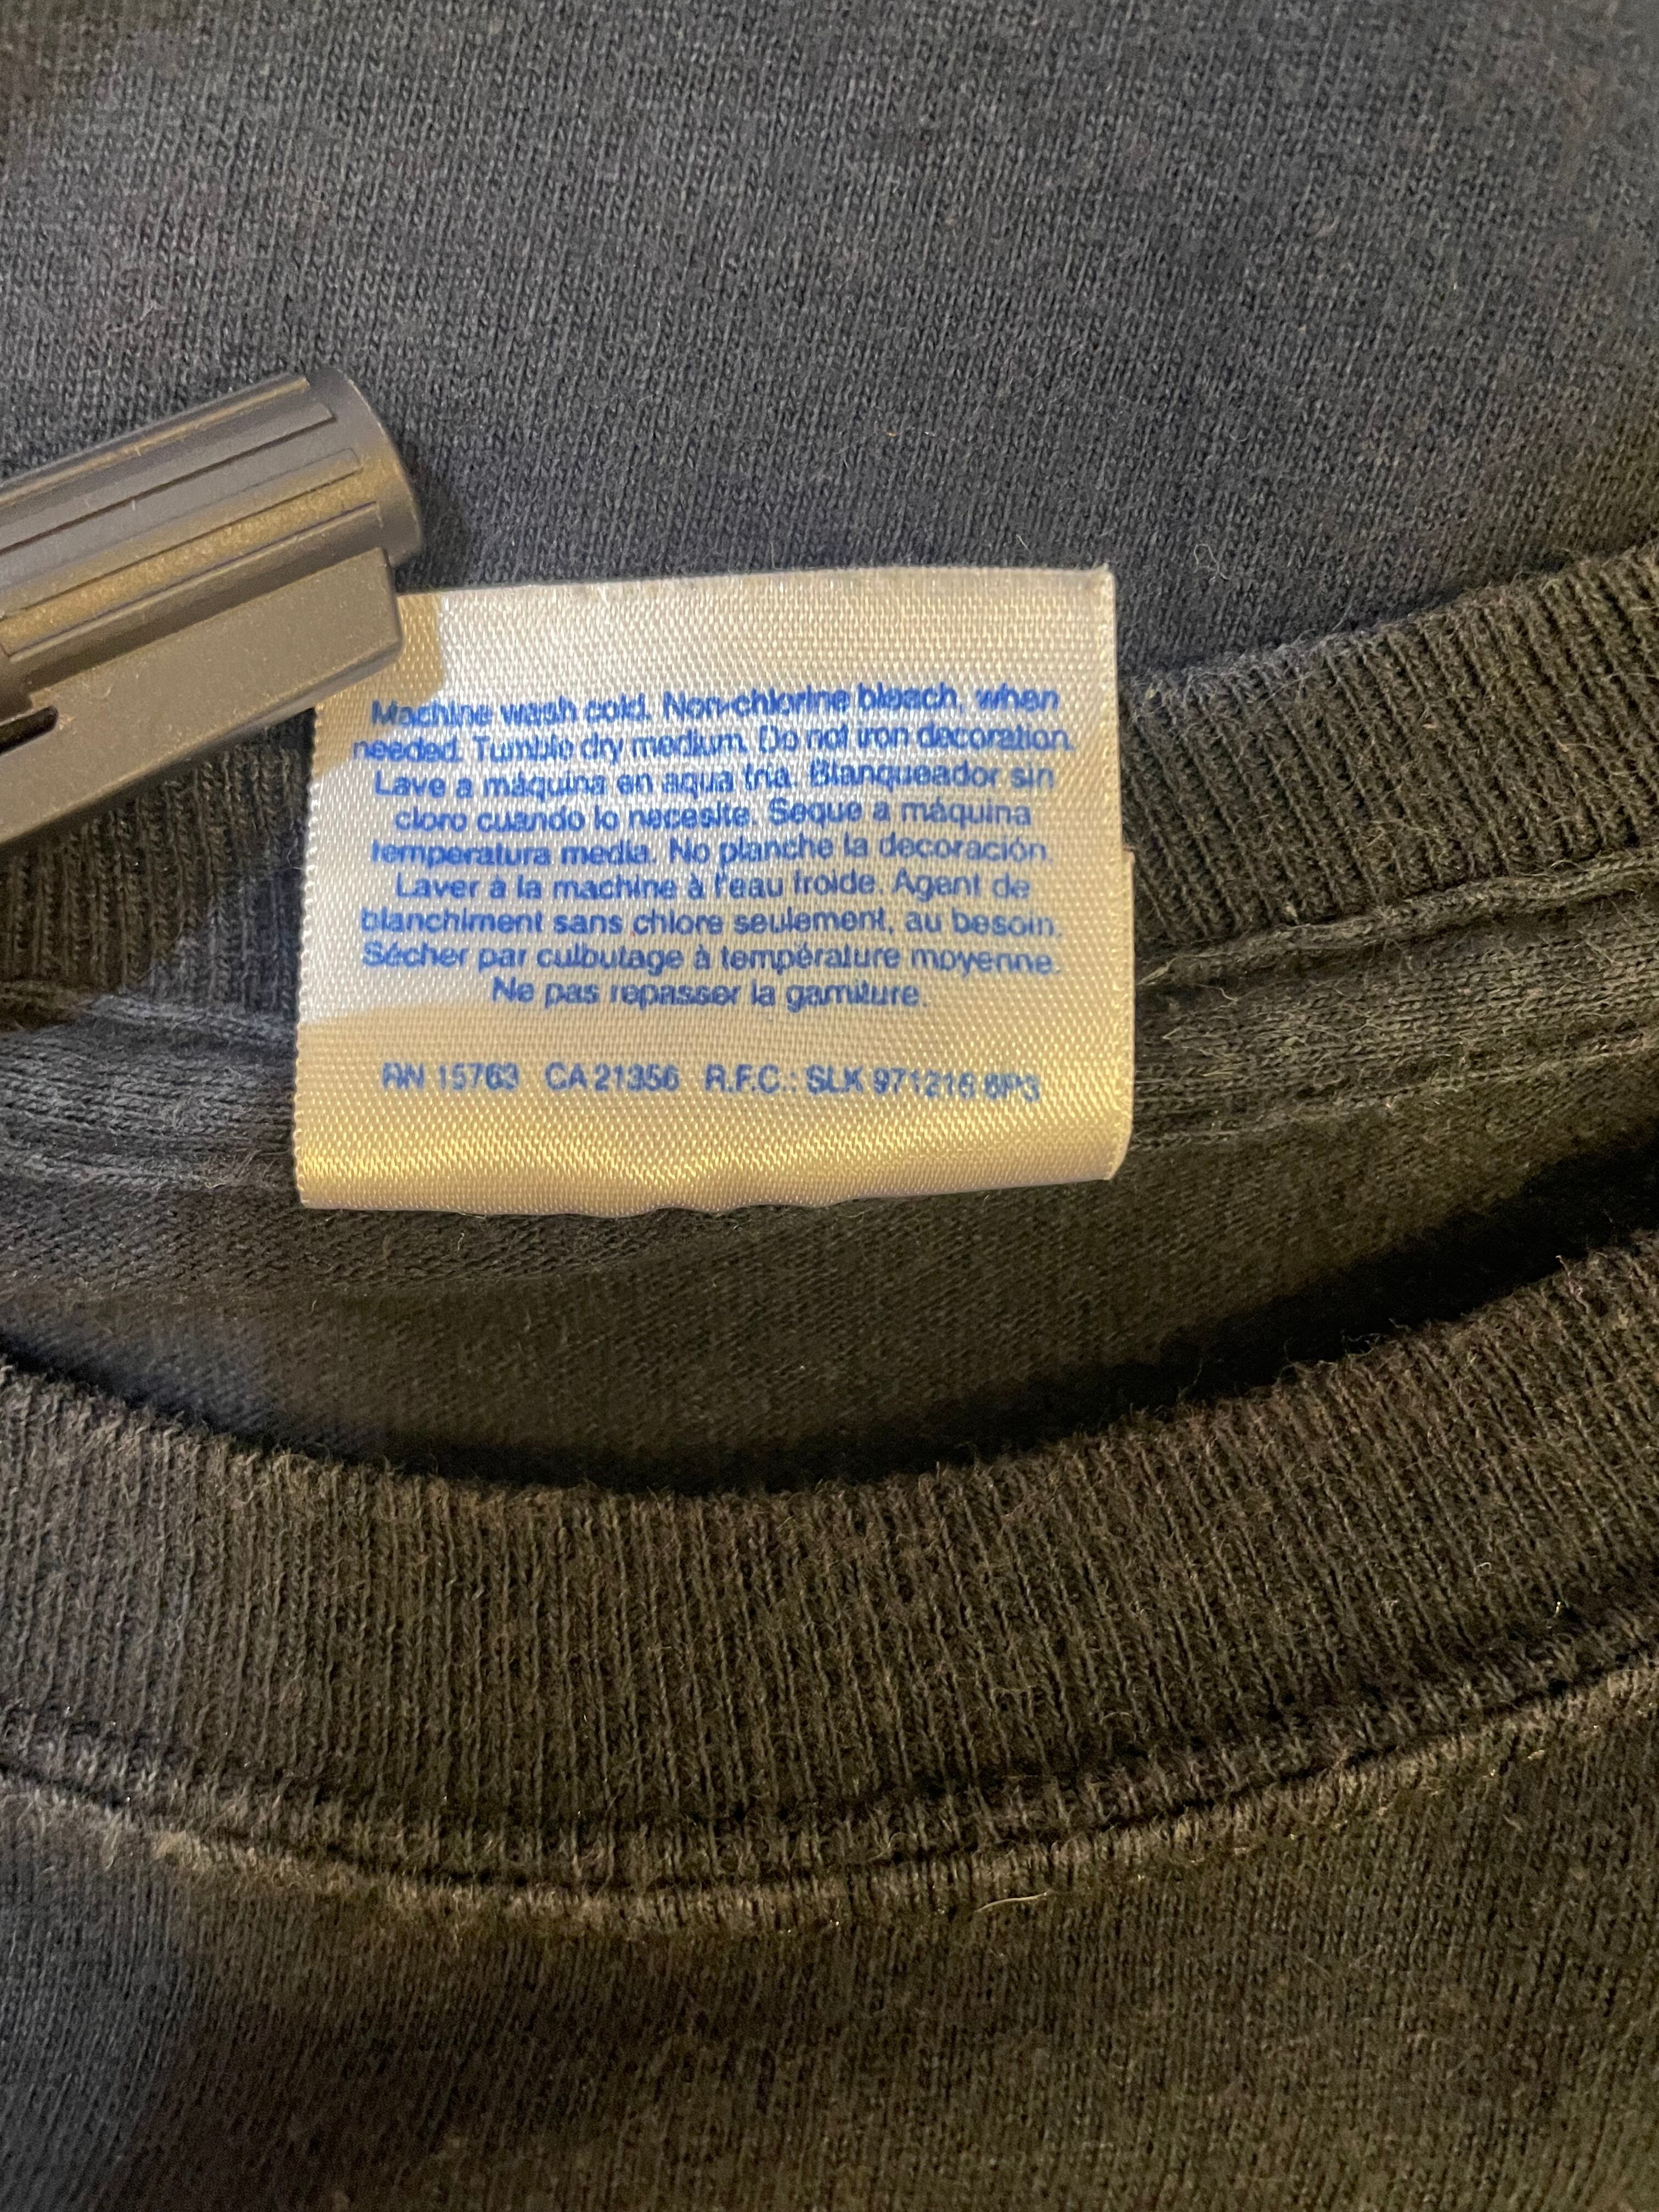 Machine wash cold. Non-chlorine bleach, when
needed. Tumble dry medium. Do not iron decoration.
Lave a máquina en aqua fria. Blanqueador sin
cloro cuando lo necesite. Seque a máquina
temperatura media. No planche la decoración.
Laver à la machine à l'eau froide. Agent de
blanchiment sans chlore seulement, au besoin.
Sécher par culbutage à température moyenne.
Ne pas repasser la garniture.
RN 15763 CA 21356 R.F.C.: SLK 971216 6P3